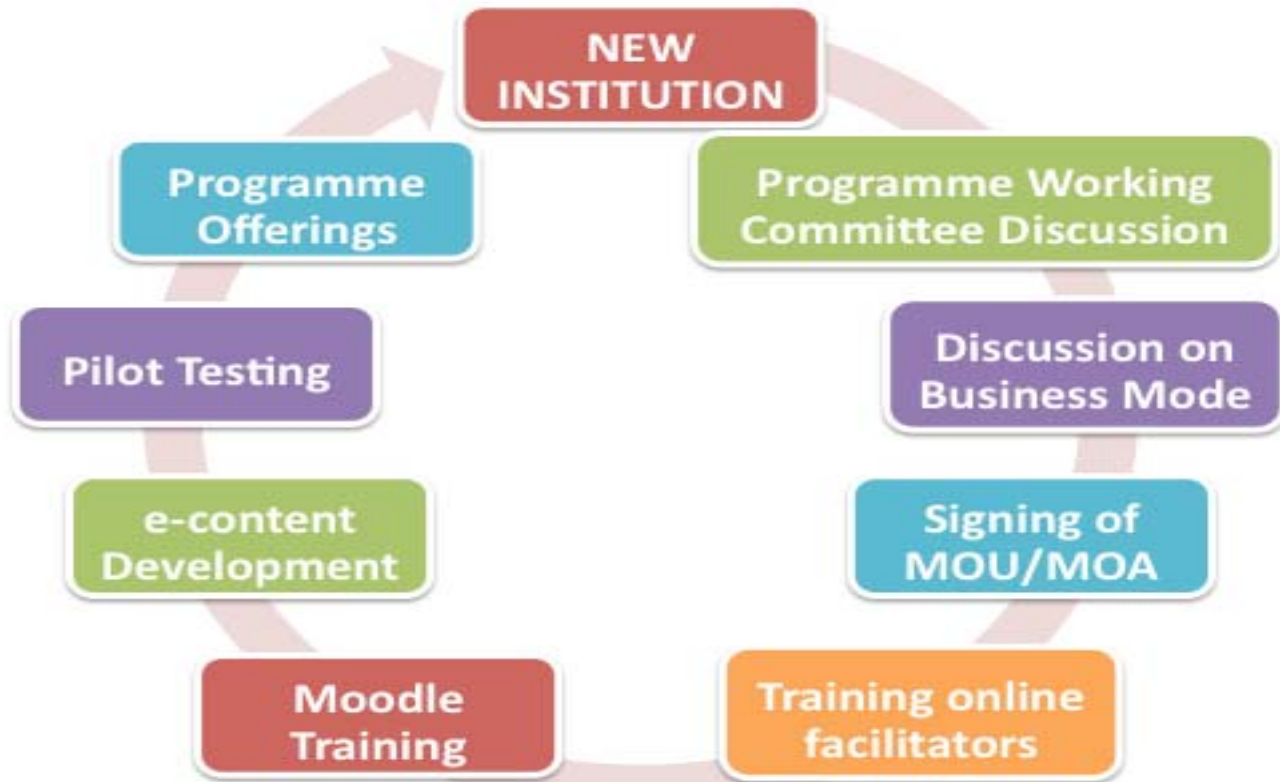 NEW
INSTITUTION
Programme Working
Committee Discussion
Discussion on
Business Mode
Signing of
MOU/MOA
Training online
facilitators
Moodle
Training
e-content
Development
Pilot Testing
Programme
Offerings